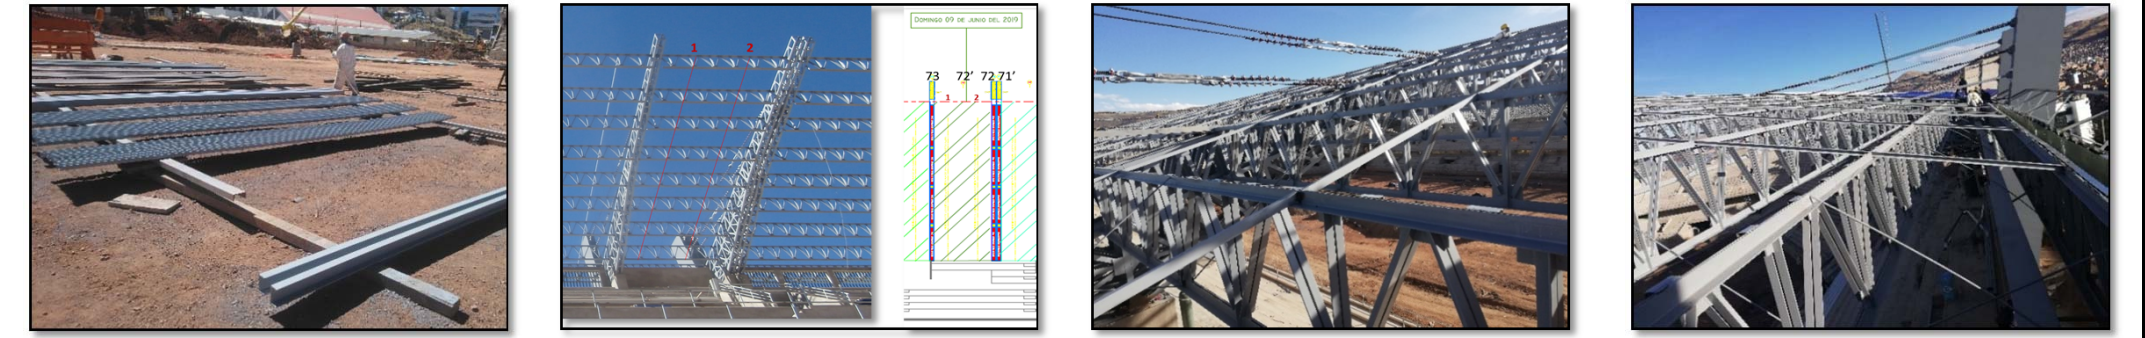 1 2
DOMINGO 09 DE JUNIO DEL 2019
73 72' 72 71'
1 2